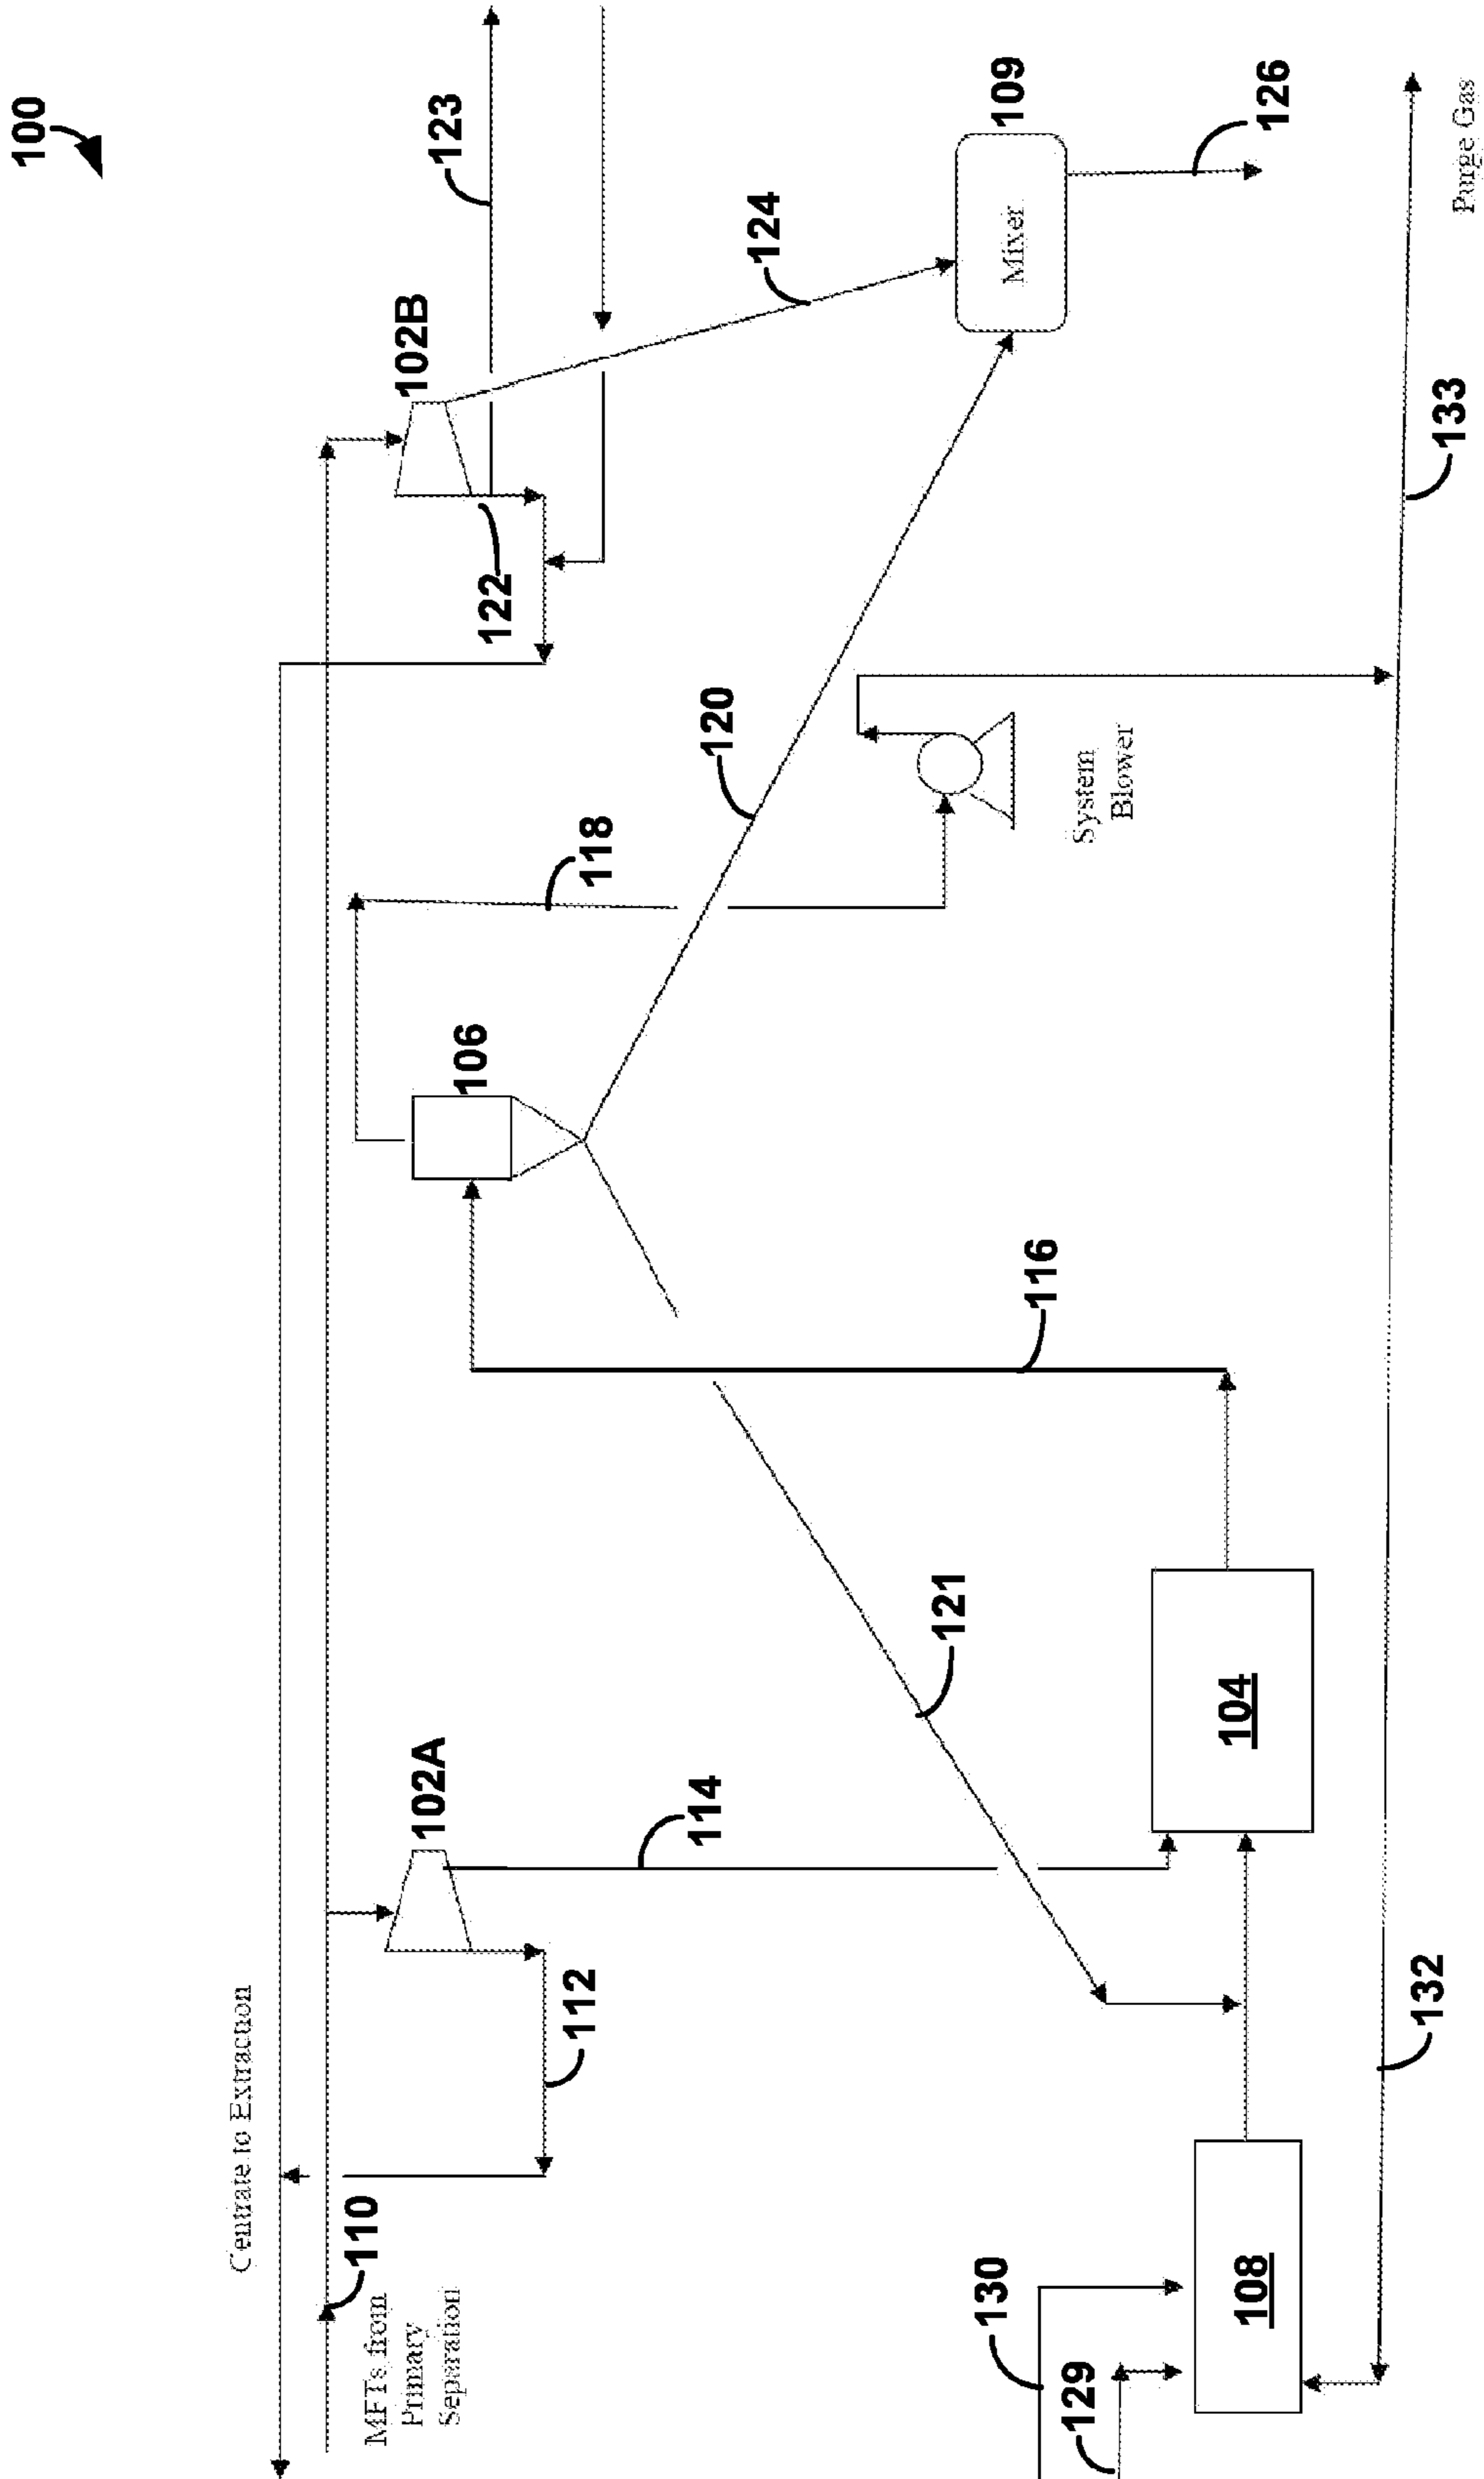 100
Centrate to Extraction
110
MFTs from
Primary
Separation
112
102A
114
130
129
108
132
104
121
116
106
118
120
System
Blower
122
102B
123
124
Mixer
109
126
133
Purge Gas